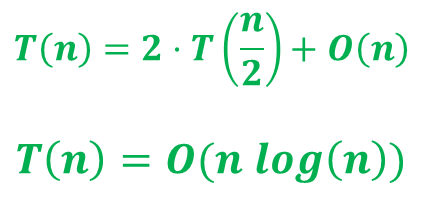 T(n) = 2 · T(n/2) + O(n)
T(n) = O(n log(n))